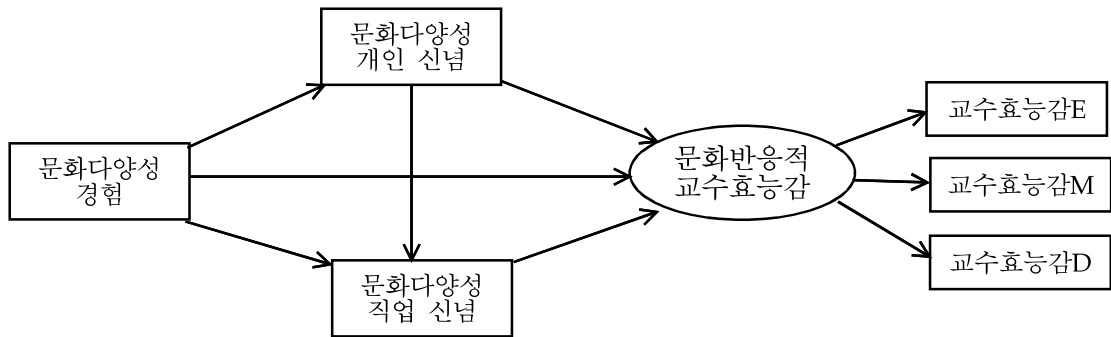 문화다양성
개인 신념
문화다양성
경험
문화다양성
직업 신념
문화반응적
교수효능감
교수효능감E
교수효능감M
교수효능감D